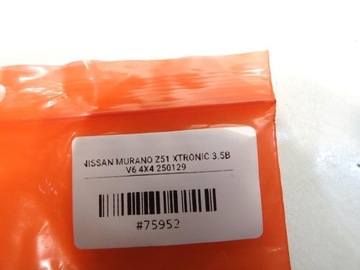 NISSAN MURANO Z51 XTRONIC 3.5B
V6 4X4 250129
#75952